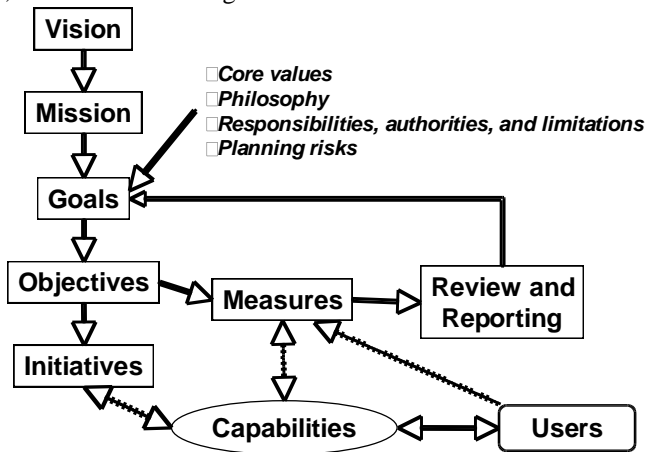 Vision
Core values
Philosophy
Mission
Responsibilities, authorities, and limitations
Planning risks
Goals
Objectives
Measures
Review and
Reporting
Initiatives
Capabilities
Users